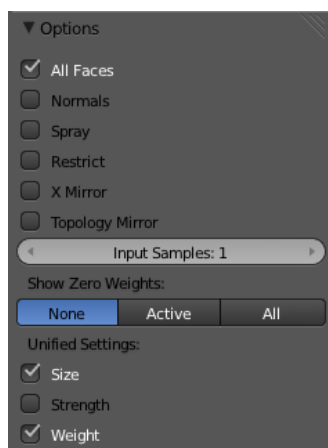 Options
All Faces
Normals
Spray
Restrict
X Mirror
Topology Mirror
Input Samples: 1
Show Zero Weights:
None Active All
Unified Settings:
Size
Strength
Weight